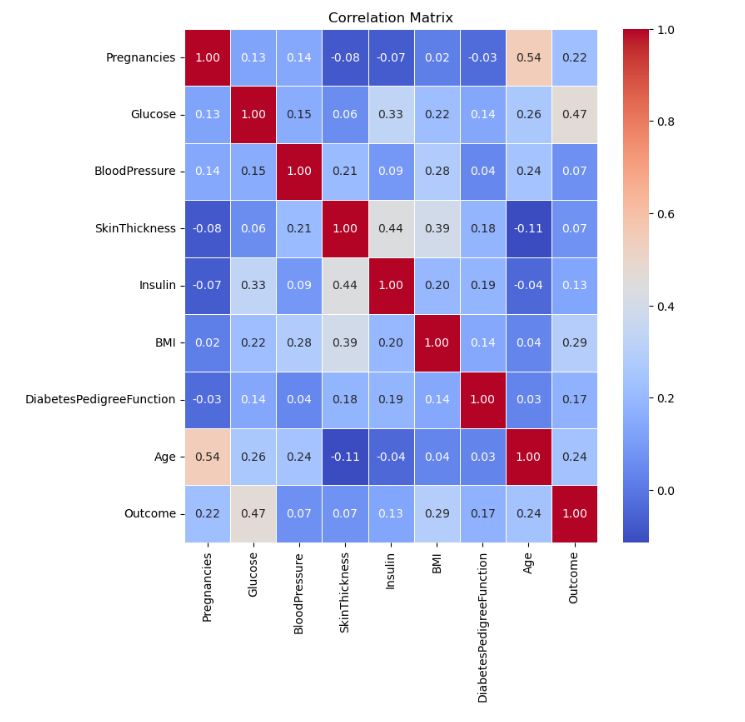 Correlation Matrix
Pregnancies 1.00 0.13 0.14 -0.08 -0.07 0.02 -0.03 0.54 0.22
Glucose 0.13 1.00 0.15 0.06 0.33 0.22 0.14 0.26 0.47
BloodPressure 0.14 0.15 1.00 0.21 0.09 0.28 0.04 0.24 0.07
SkinThickness -0.08 0.06 0.21 1.00 0.44 0.39 0.18 -0.11 0.07
Insulin -0.07 0.33 0.09 0.44 1.00 0.20 0.19 -0.04 0.13
BMI 0.02 0.22 0.28 0.39 0.20 1.00 0.14 0.04 0.29
DiabetesPedigreeFunction -0.03 0.14 0.04 0.18 0.19 0.14 1.00 0.03 0.17
Age 0.54 0.26 0.24 -0.11 -0.04 0.04 0.03 1.00 0.24
Outcome 0.22 0.47 0.07 0.07 0.13 0.29 0.17 0.24 1.00
Pregnancies
Glucose
BloodPressure
SkinThickness
Insulin
BMI
DiabetesPedigreeFunction
Age
Outcome
1.0
0.8
0.6
0.4
0.2
0.0